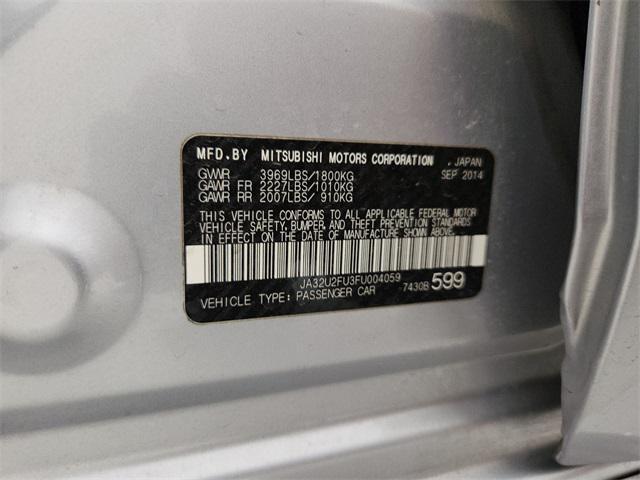 MFD.BY MITSUBISHI MOTORS CORPORATION , JAPAN
GVWR 3969LBS/1800KG SEP 2014
GAWR FR 2227LBS/1010KG
GAWR RR 2007LBS/ 910KG
THIS VEHICLE CONFORMS TO ALL APPLICABLE FEDERAL MOTOR
VEHICLE SAFETY, BUMPER, AND THEFT PREVENTION STANDARDS
IN EFFECT ON THE DATE OF MANUFACTURE SHOWN ABOVE.
JA32U2FU3FU004059
VEHICLE TYPE: PASSENGER CAR 7430B 599